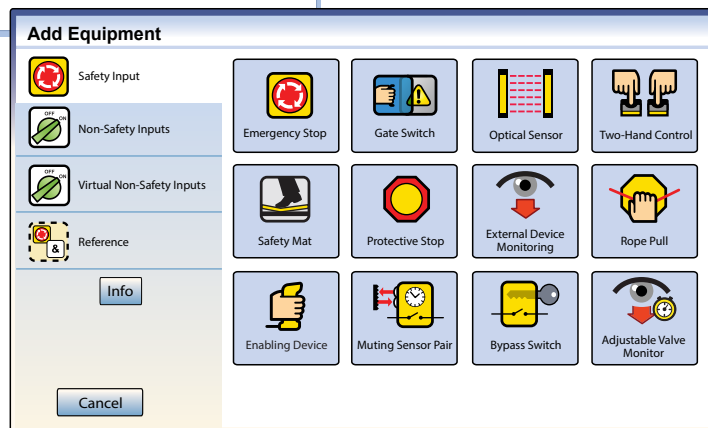 Add Equipment
Safety Input
OFF
ON
Non-Safety Inputs
OFF
ON
Virtual Non-Safety Inputs
&
Reference
Info
Cancel
Emergency Stop
Gate Switch
Optical Sensor
Two-Hand Control
Safety Mat
Protective Stop
External Device
Monitoring
Rope Pull
Enabling Device
Muting Sensor Pair
Bypass Switch
Adjustable Valve
Monitor